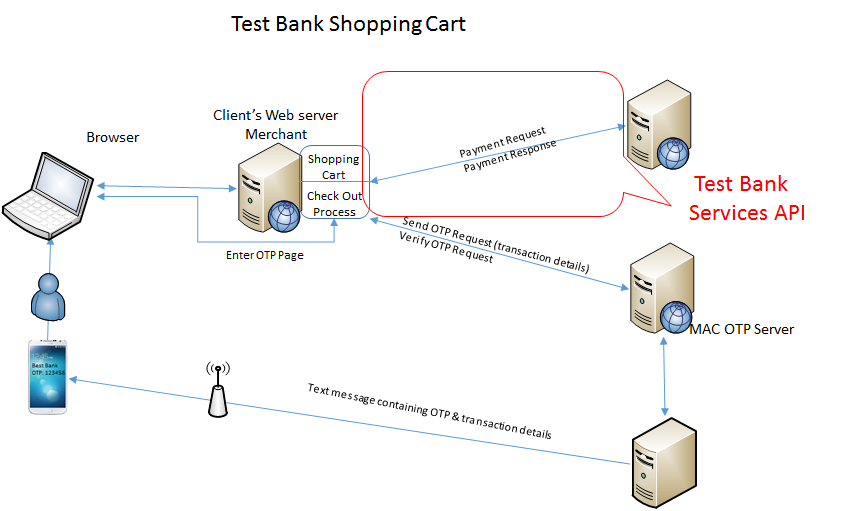 Test Bank Shopping Cart
Client's Web server
Merchant
Browser
Shopping
Cart
Check Out
Process
Payment Request
Payment Response
Test Bank
Services API
Send OTP Request (transaction details)
Verify OTP Request
Enter OTP Page
MAC OTP Server
Best Bank
OTP: 123456
Text message containing OTP & transaction details